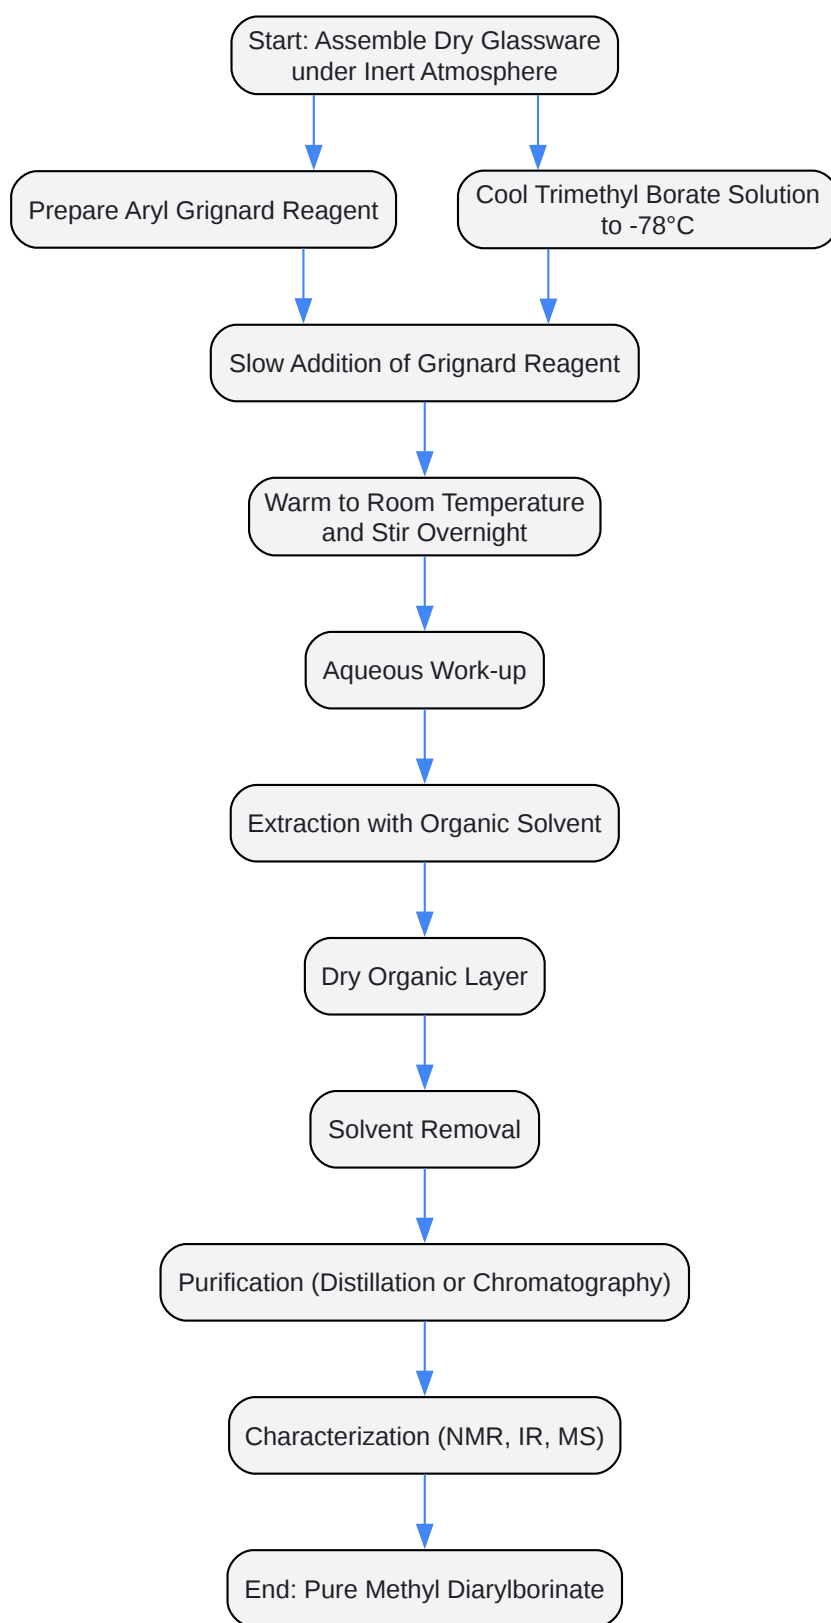 Start: Assemble Dry Glassware
under Inert Atmosphere
Prepare Aryl Grignard Reagent
Cool Trimethyl Borate Solution
to -78°C
Slow Addition of Grignard Reagent
Warm to Room Temperature
and Stir Overnight
Aqueous Work-up
Extraction with Organic Solvent
Dry Organic Layer
Solvent Removal
Purification (Distillation or Chromatography)
Characterization (NMR, IR, MS)
End: Pure Methyl Diarylborinate